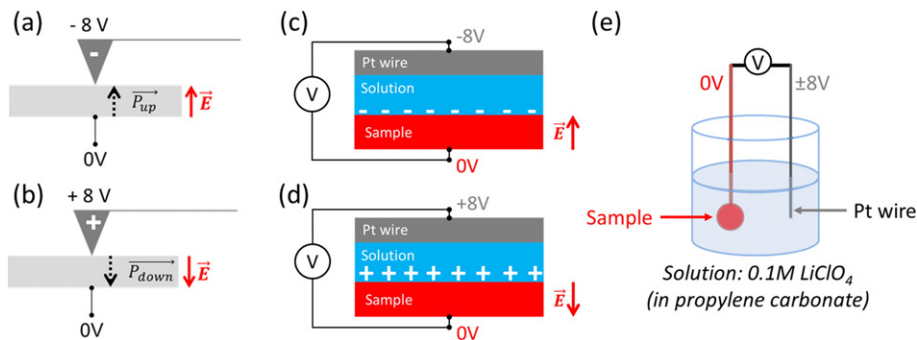 (a)
- 8 V
-
P_up
E
0V
(b)
+ 8 V
+
P_down
E
0V
(c)
-8V
Pt wire
Solution
- - - - - - - -
V
Sample
E
0V
(d)
+8V
Pt wire
Solution
+ + + + + + + +
V
Sample
E
0V
(e)
V
0V
±8V
Sample
Pt wire
Solution: 0.1M LiClO₄
(in propylene carbonate)